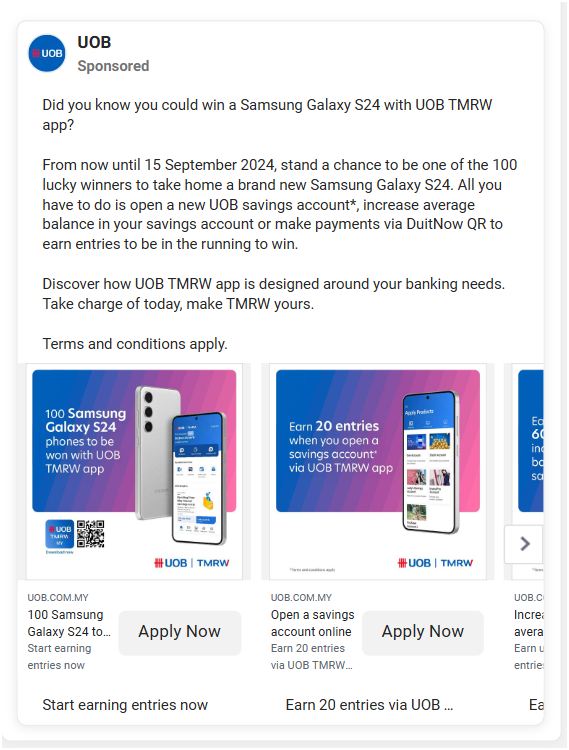 UOB
UOB
Sponsored
Did you know you could win a Samsung Galaxy S24 with UOB TMRW
app?
From now until 15 September 2024, stand a chance to be one of the 100
lucky winners to take home a brand new Samsung Galaxy S24. All you
have to do is open a new UOB savings account*, increase average
balance in your savings account or make payments via DuitNow QR to
earn entries to be in the running to win.
Discover how UOB TMRW app is designed around your banking needs.
Take charge of today, make TMRW yours.
Terms and conditions apply.
100 Samsung
Galaxy S24
phones to be
won with UOB
TMRW app
UOB
TMRW
MY
Download now
UOB | TMRW
Earn 20 entries
when you open a
savings account*
via UOB TMRW app
Apply Products
*Terms and conditions apply
UOB | TMRW
Ea
60
inc
ba
sa
UOB.COM.MY
100 Samsung
Galaxy S24 to...
Start earning
entries now
Apply Now
UOB.COM.MY
Open a savings
account online
Earn 20 entries
via UOB TMRW...
Apply Now
UOB.C
Increa
avera
Earn u
entries
Start earning entries now
Earn 20 entries via UOB ...
Ea